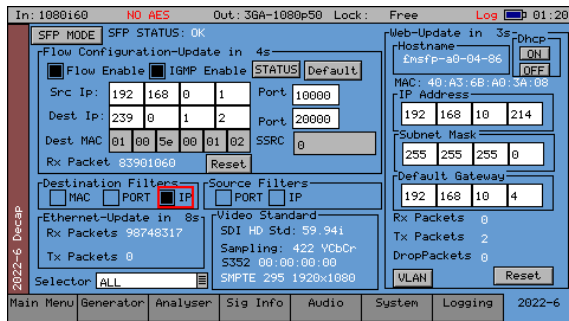 In: 1080i60 NO AES Out: 3GA-1080p50 Lock: Free Log 01:20
SFP MODE SFP STATUS: OK
Flow Configuration-Update in 4s
Flow Enable IGMP Enable STATUS Default
Src Ip: 192 168 0 1 Port 10000
Dest Ip: 239 0 1 2 Port 20000
Dest MAC 01 00 5e 00 01 02 SSRC 0
Rx Packet 83901060 Reset
Destination Filters
MAC PORT IP
Source Filters
PORT IP
Ethernet-Update in 8s
Rx Packets 98748317
Tx Packets 0
Selector ALL
Video Standard
SDI HD Std: 59.94i
Sampling: 422 YCbCr
S352 00:00:00:00
SMPTE 295 1920x1080
Web-Update in 3s
Hostname
£msfp-a0-04-86
Dhcp
ON
OFF
MAC: 40:A3:6B:A0:3A:08
IP Address
192 168 10 214
Subnet Mask
255 255 255 0
Default Gateway
192 168 10 4
Rx Packets 0
Tx Packets 2
DropPackets 0
VLAN Reset
2022-6 Decap
Main Menu Generator Analyser Sig Info Audio System Logging 2022-6